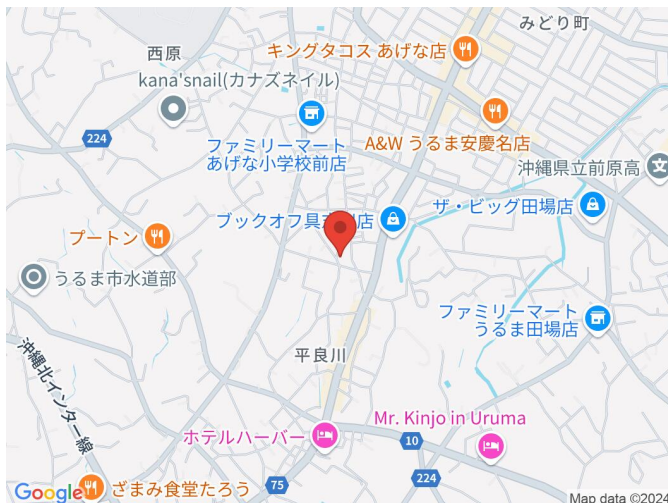 みどり町
西原
キングタコス あげな店
kana'snail(カナズネイル)
224
ファミリーマート
あげな小学校前店
A&W うるま安慶名店
沖縄県立前原高
ザ・ビッグ田場店
ブックオフ具志川店
プートン
うるま市水道部
ファミリーマート
うるま田場店
沖縄北インター線
平良川
Mr. Kinjo in Uruma
ホテルハーバー
10
224
75
ざまみ食堂たろう
Google
Map data ©2024